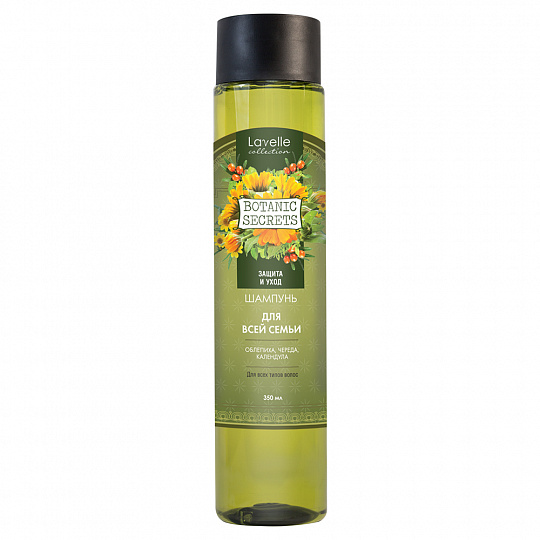 Lavelle
collection
BOTANIC
SECRETS
ЗАЩИТА
И УХОД
ШАМПУНЬ
ДЛЯ
ВСЕЙ СЕМЬИ
ОБЛЕПИХА, ЧЕРЕДА,
КАЛЕНДУЛА
Для всех типов волос
350 мл